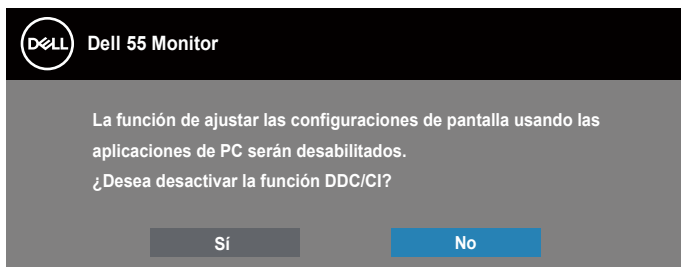 DELL Dell 55 Monitor
La función de ajustar las configuraciones de pantalla usando las
aplicaciones de PC serán desabilitados.
¿Desea desactivar la función DDC/CI?
Sí No